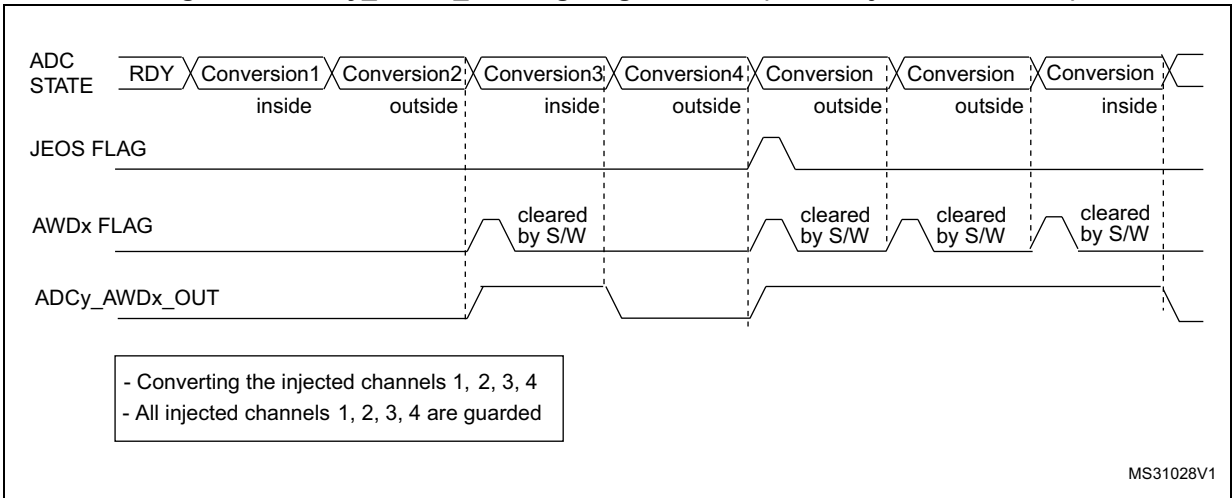 ADC
STATE
RDY Conversion1 Conversion2 Conversion3 Conversion4 Conversion Conversion Conversion
inside outside inside outside outside outside inside
JEOS FLAG
AWDx FLAG
cleared
by S/W
cleared
by S/W
cleared
by S/W
cleared
by S/W
ADCy_AWDx_OUT
- Converting the injected channels 1, 2, 3, 4
- All injected channels 1, 2, 3, 4 are guarded
MS31028V1